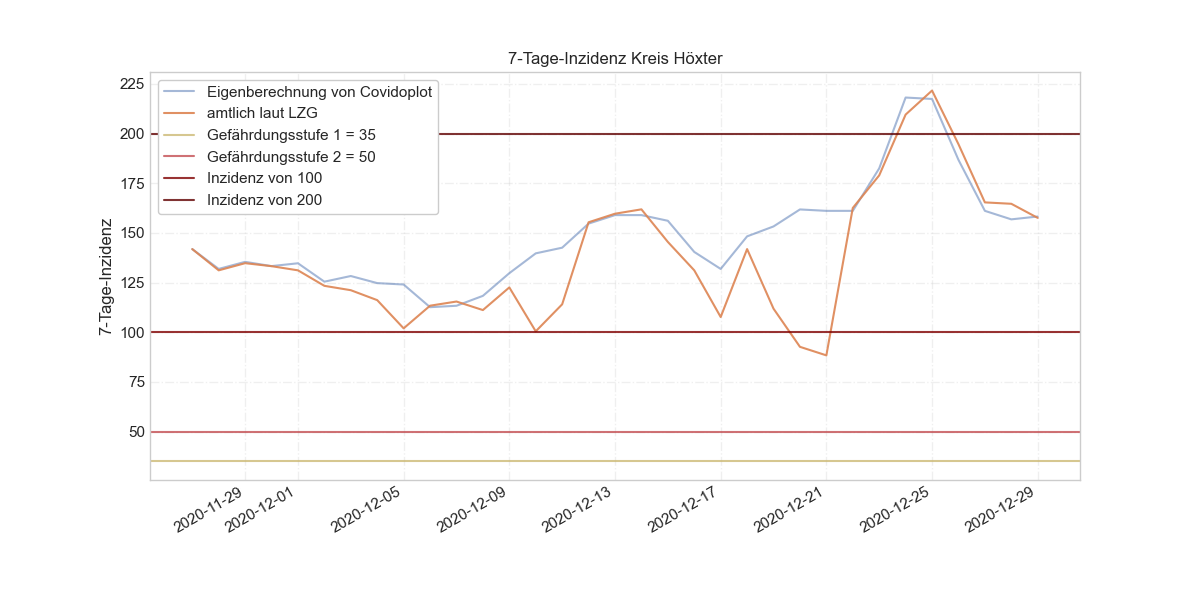 7-Tage-Inzidenz Kreis Höxter
Eigenberechnung von Covidoplot
amtlich laut LZG
Gefährdungsstufe 1 = 35
Gefährdungsstufe 2 = 50
Inzidenz von 100
Inzidenz von 200
7-Tage-Inzidenz
225
200
175
150
125
100
75
50
2020-11-29
2020-12-01
2020-12-05
2020-12-09
2020-12-13
2020-12-17
2020-12-21
2020-12-25
2020-12-29